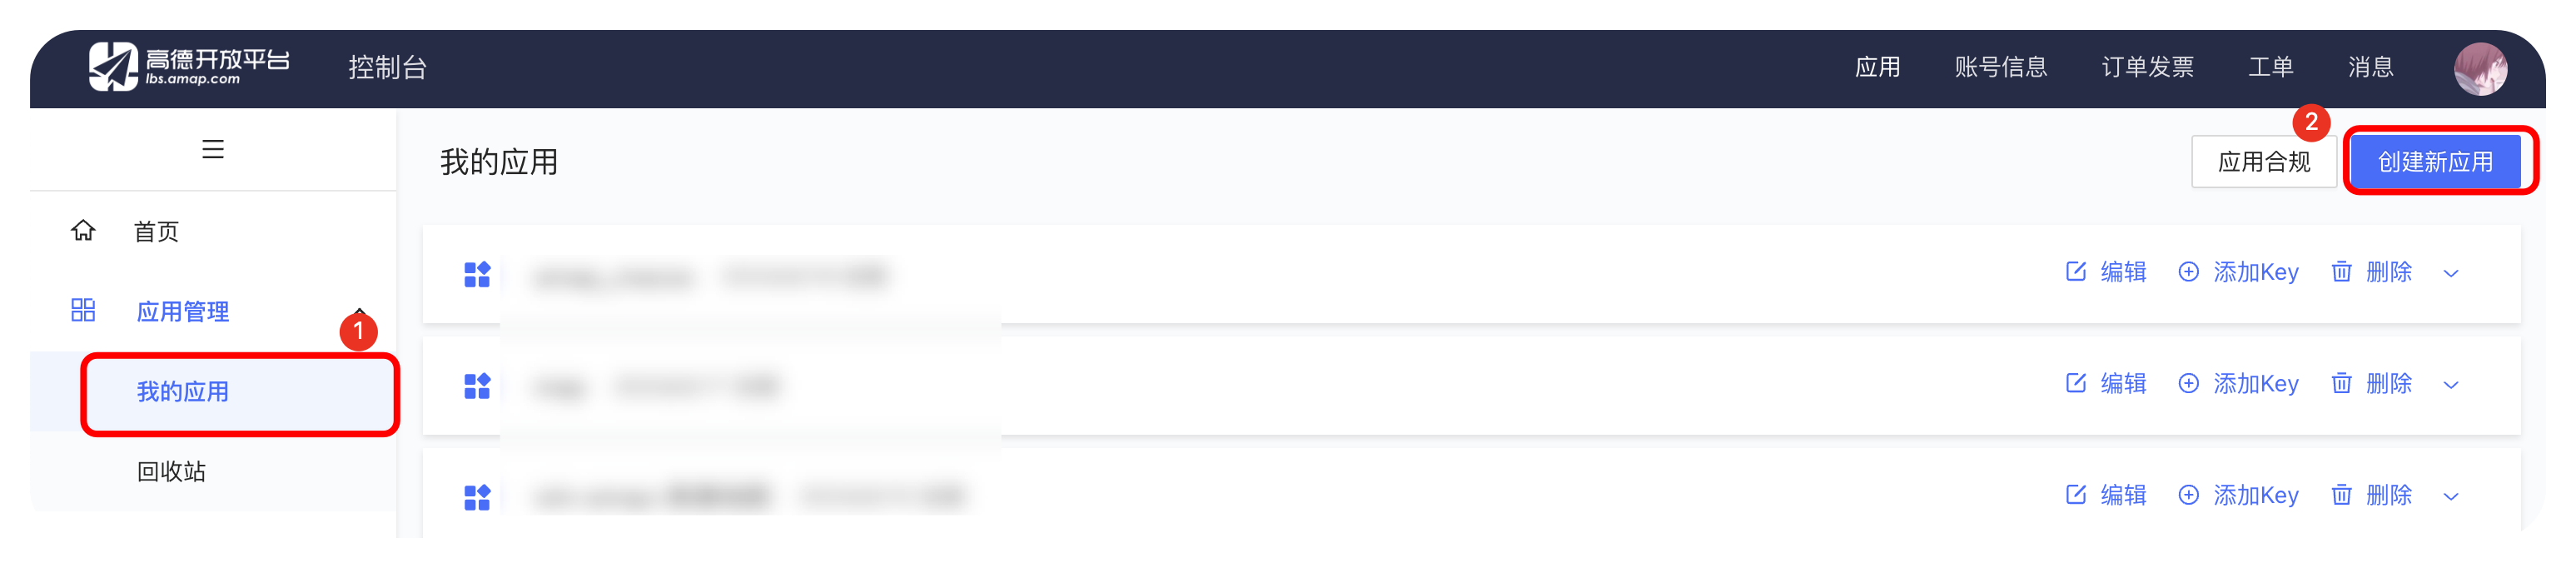 高德开放平台 控制台 应用 账号信息 订单发票 工单 消息
lbs.amap.com
2
我的应用 应用合规 创建新应用
首页
编辑 添加Key 删除
应用管理
1
我的应用
编辑 添加Key 删除
回收站
编辑 添加Key 删除